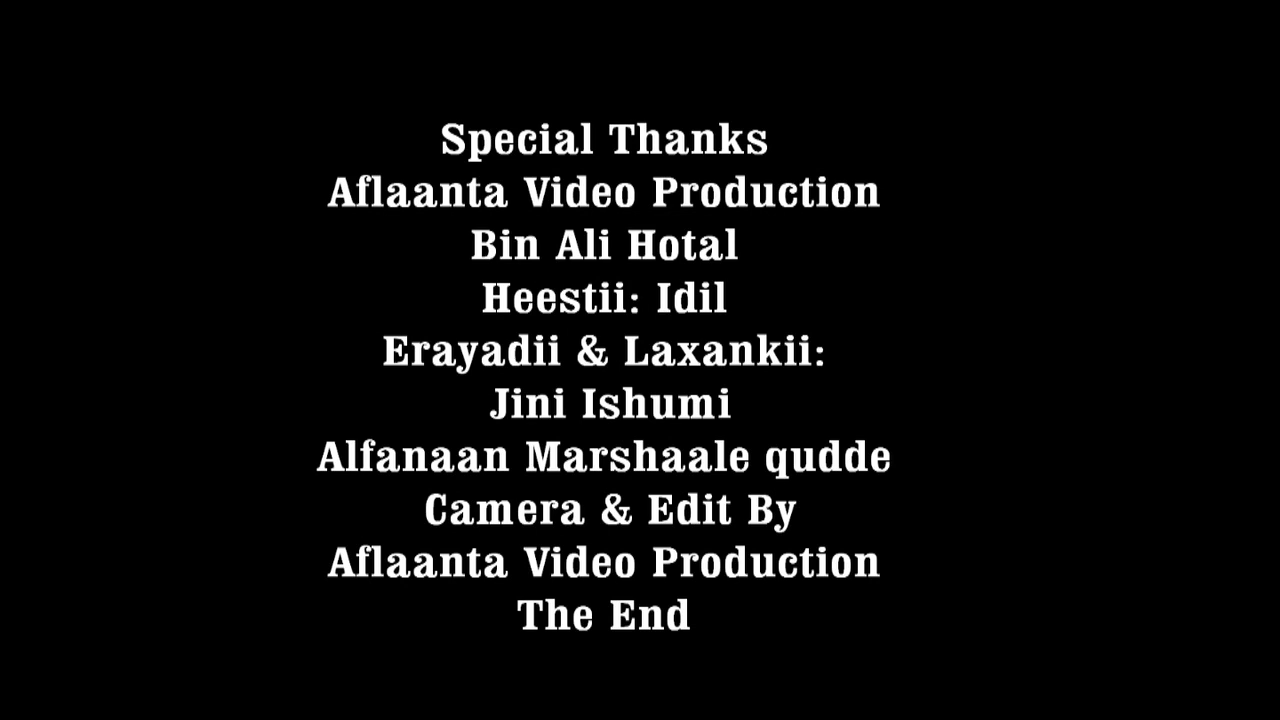 Special Thanks
Aflaanta Video Production
Bin Ali Hotal
Heestii: Idil
Erayadii & Laxankii:
Jini Ishumi
Alfanaan Marshaale qudde
Camera & Edit By
Aflaanta Video Production
The End